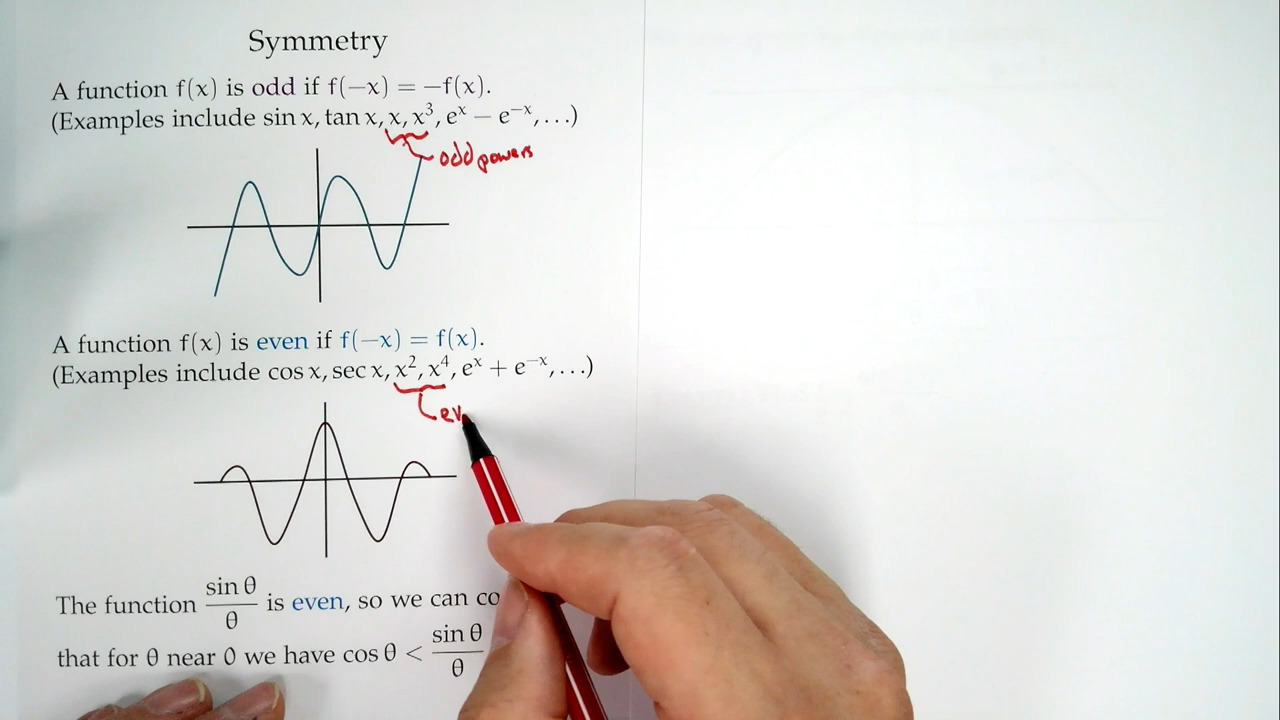 Symmetry
A function f(x) is odd if f(−x) = −f(x).
(Examples include sin x, tan x, x, x³, eˣ − e⁻ˣ, …)
odd powers
A function f(x) is even if f(−x) = f(x).
(Examples include cos x, sec x, x², x⁴, eˣ + e⁻ˣ, …)
ev
The function sin θ / θ is even, so we can co
that for θ near 0 we have cos θ < sin θ / θ